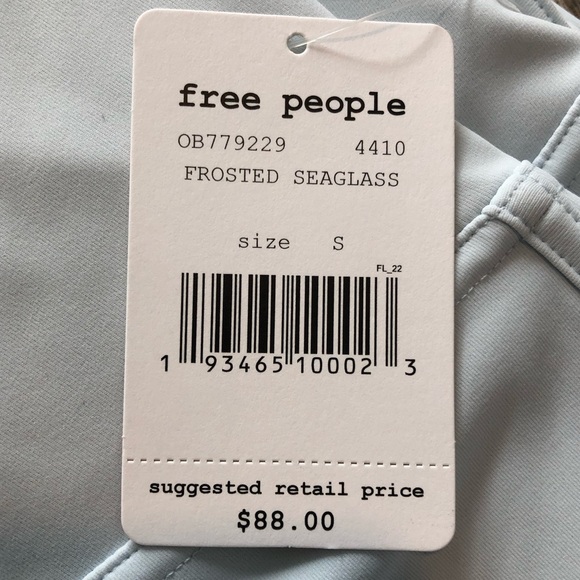 free people
OB779229 4410
FROSTED SEAGLASS
size S
FL_22
1 93465 10002 3
suggested retail price
$88.00